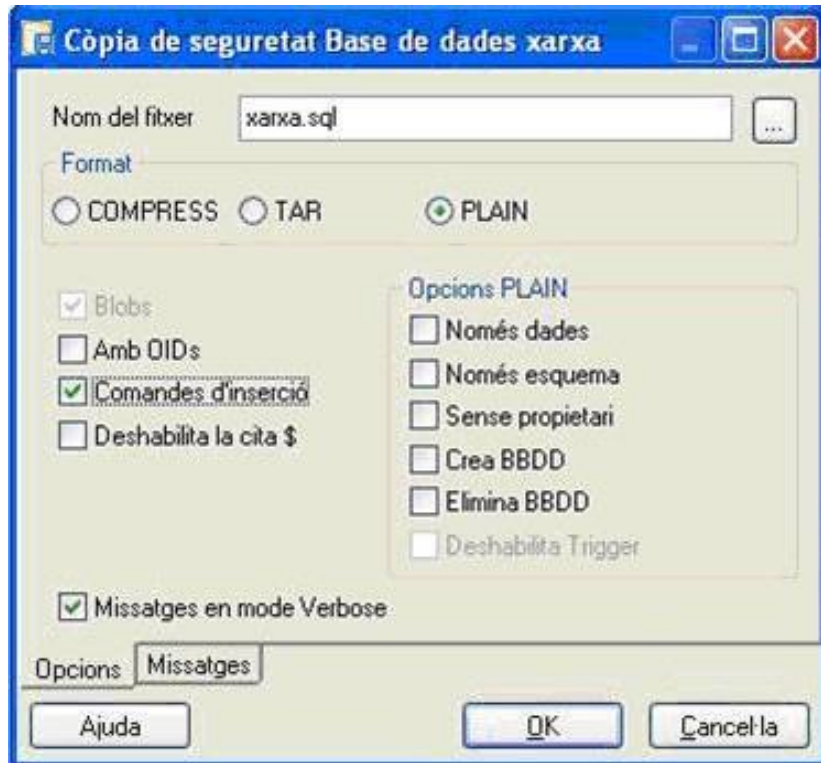 Còpia de seguretat Base de dades xarxa
Nom del fitxer xarxa.sql ...
Format
COMPRESS TAR PLAIN
Blobs
Amb OIDs
Comandes d'inserció
Deshabilita la cita $
Opcions PLAIN
Només dades
Només esquema
Sense propietari
Crea BBDD
Elimina BBDD
Deshabilita Trigger
Missatges en mode Verbose
Opcions Missatges
Ajuda OK Cancel·la